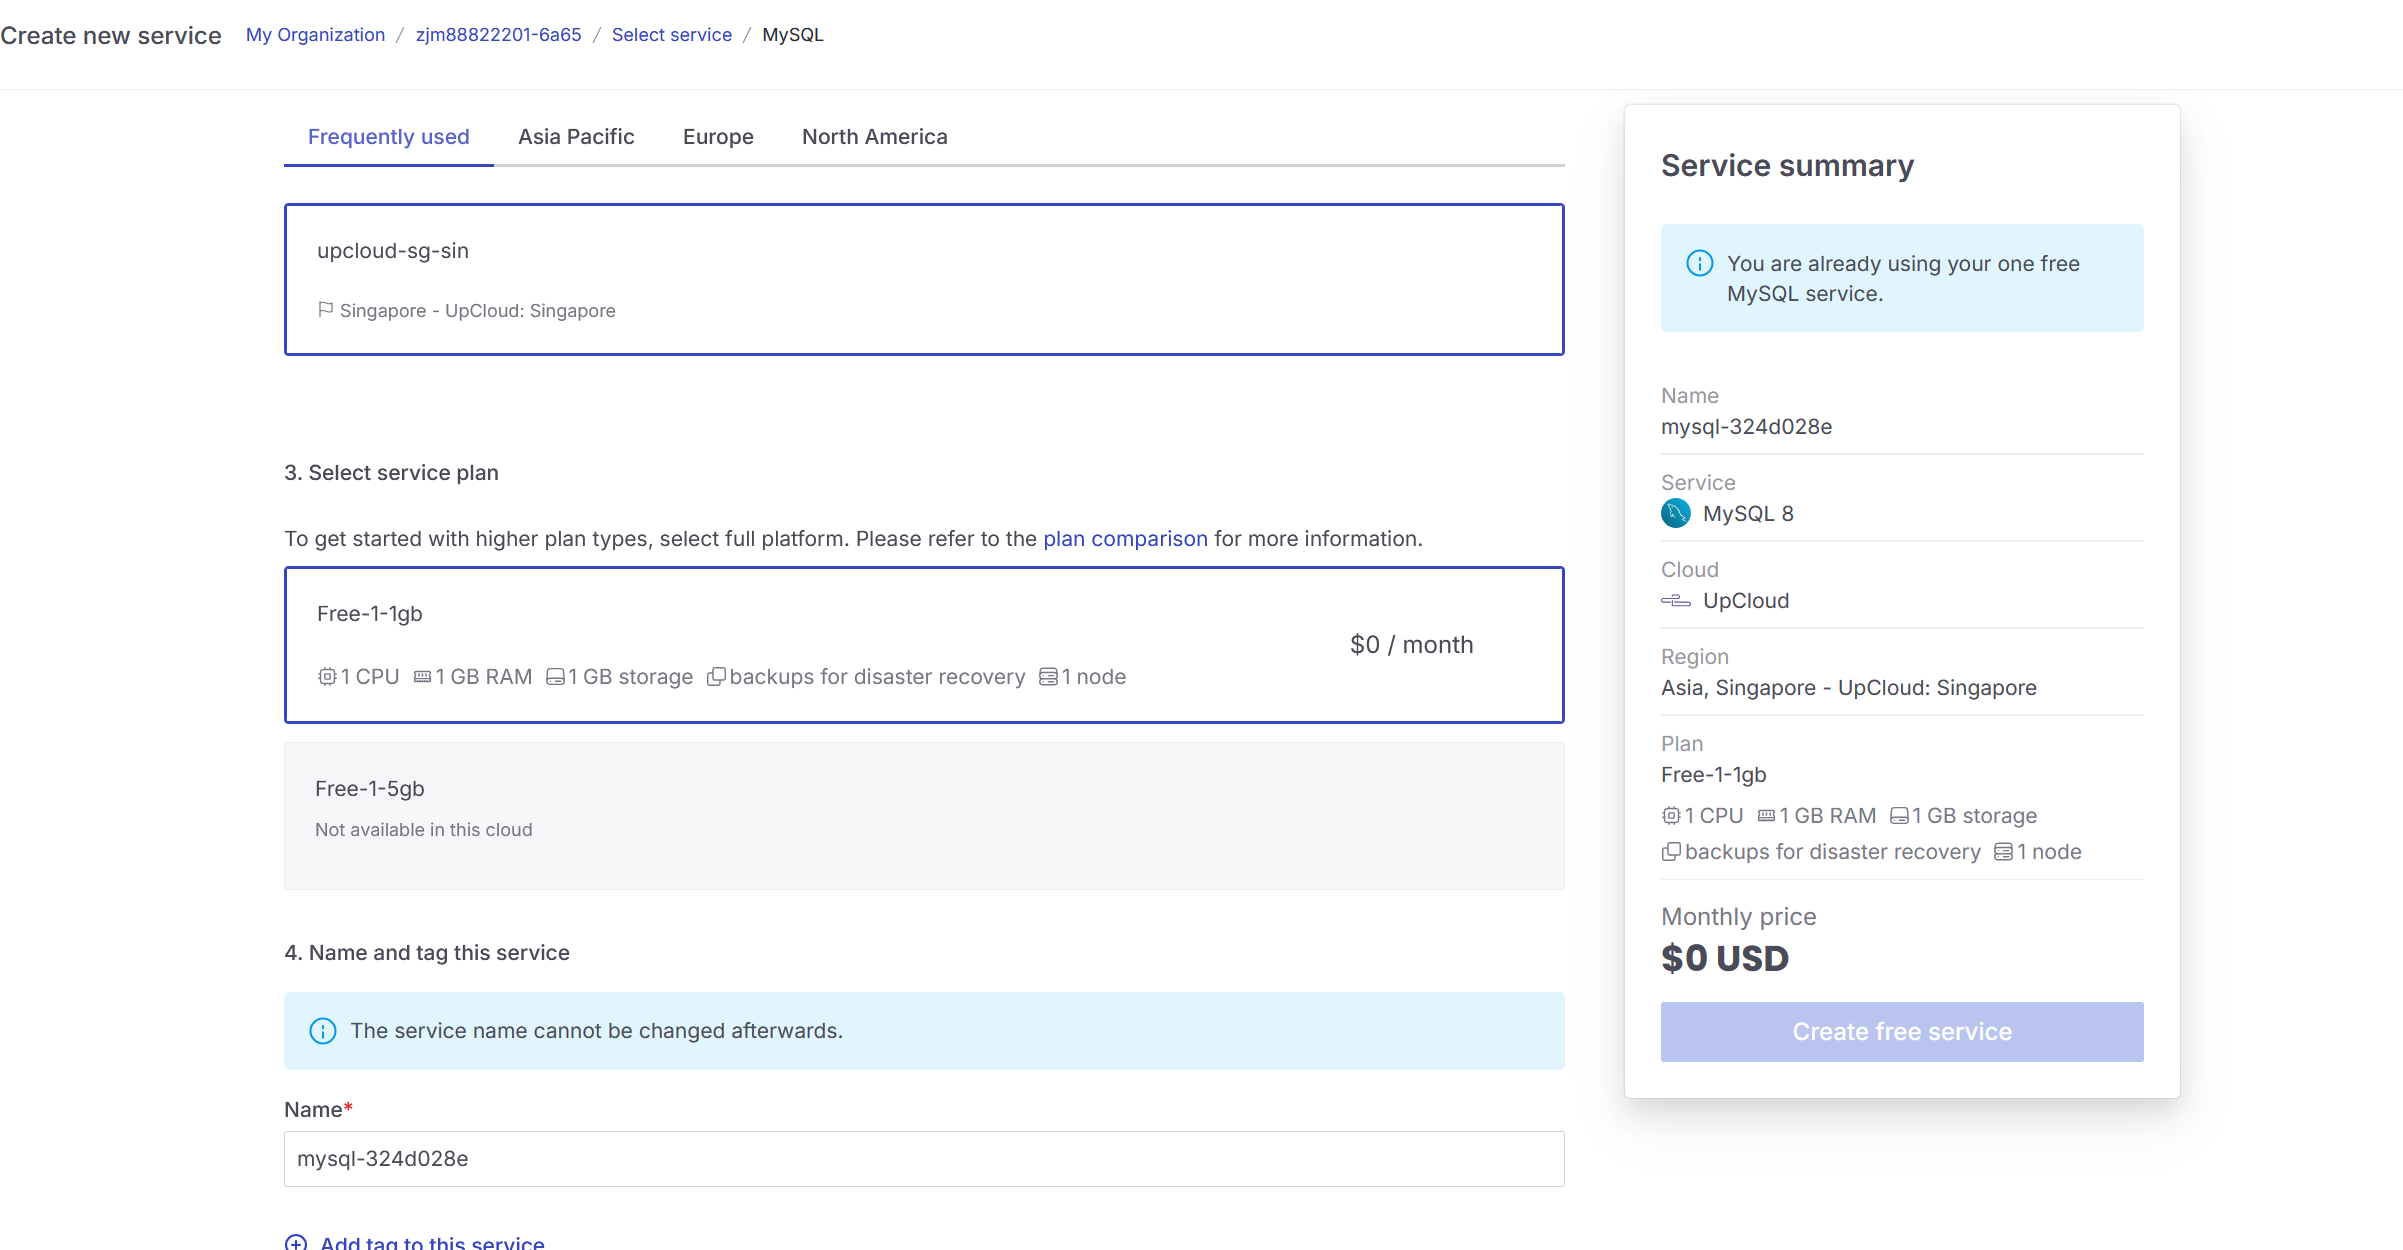 Create new service
My Organization / zjm88822201-6a65 / Select service / MySQL
Frequently used
Asia Pacific
Europe
North America
upcloud-sg-sin
Singapore - UpCloud: Singapore
3. Select service plan
To get started with higher plan types, select full platform. Please refer to the plan comparison for more information.
Free-1-1gb
$0 / month
1 CPU 1 GB RAM 1 GB storage backups for disaster recovery 1 node
Free-1-5gb
Not available in this cloud
4. Name and tag this service
The service name cannot be changed afterwards.
Name*
mysql-324d028e
Add tag to this service
Service summary
You are already using your one free
MySQL service.
Name
mysql-324d028e
Service
MySQL 8
Cloud
UpCloud
Region
Asia, Singapore - UpCloud: Singapore
Plan
Free-1-1gb
1 CPU 1 GB RAM 1 GB storage
backups for disaster recovery 1 node
Monthly price
$0 USD
Create free service